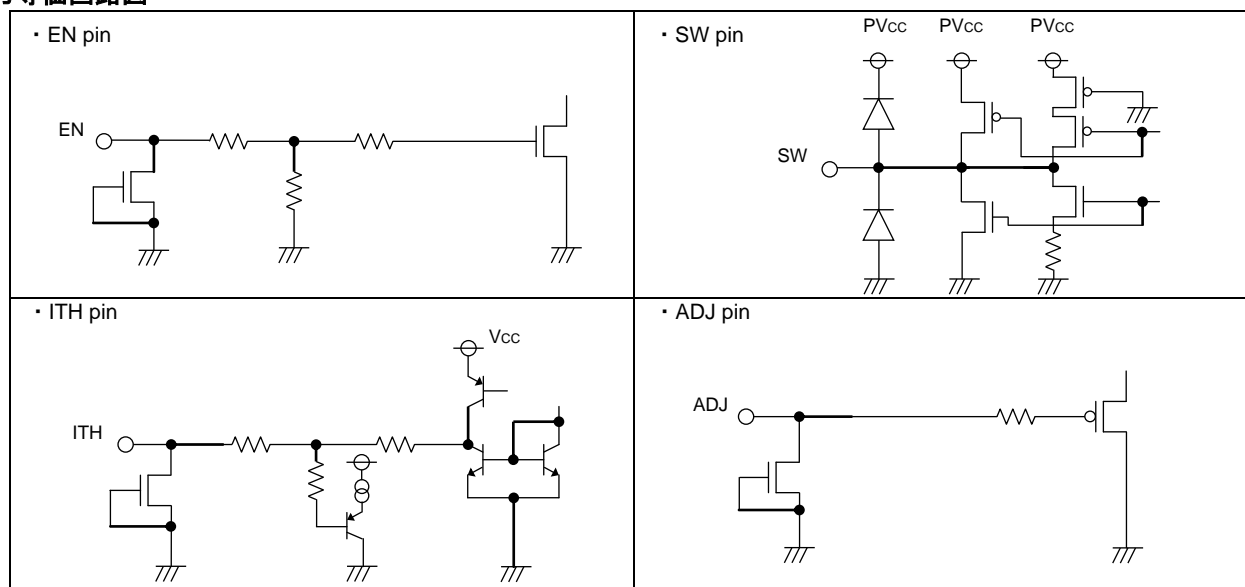 ・EN pin
EN
・SW pin
PVCC PVCC PVCC
SW
・ITH pin
VCC
ITH
・ADJ pin
ADJ